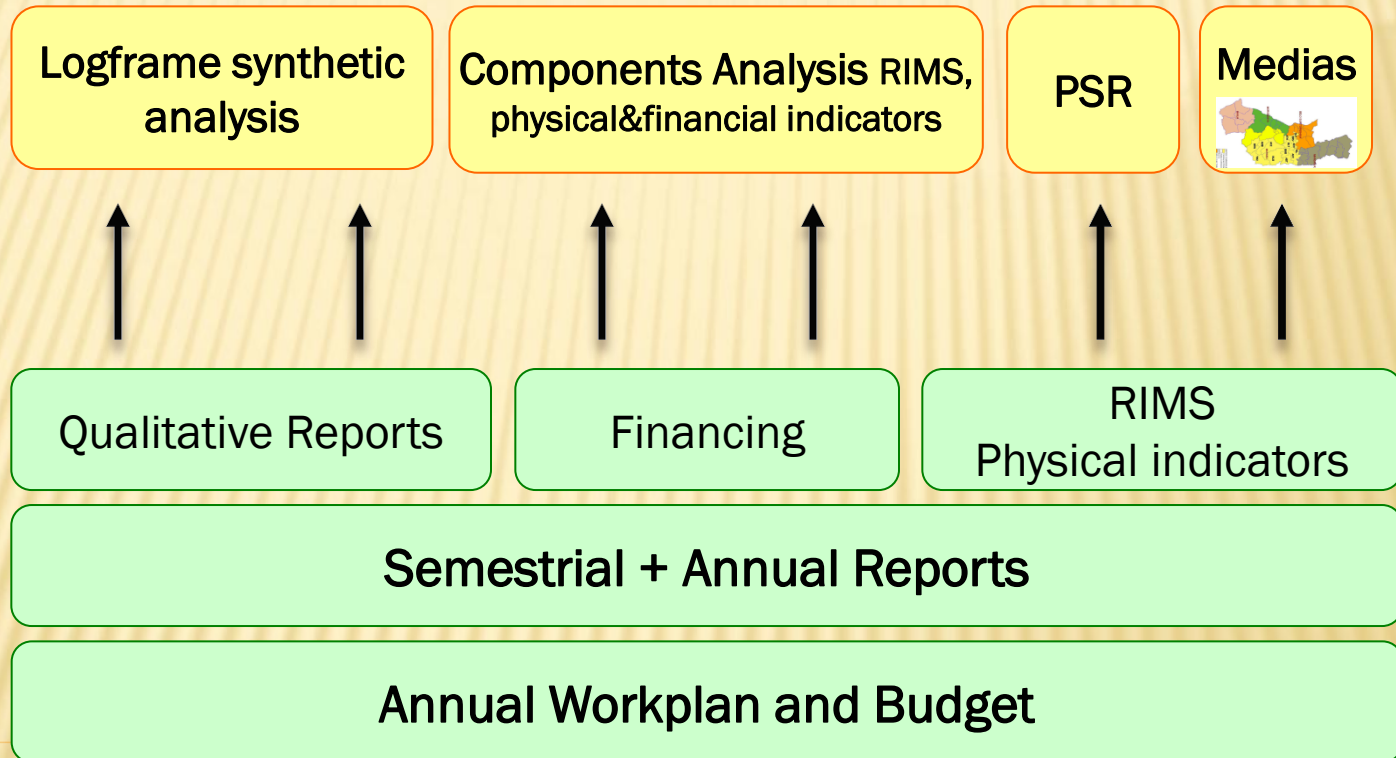 Logframe synthetic
analysis
Components Analysis RIMS,
physical&financial indicators
PSR
Medias
Qualitative Reports
Financing
RIMS
Physical indicators
Semestrial + Annual Reports
Annual Workplan and Budget